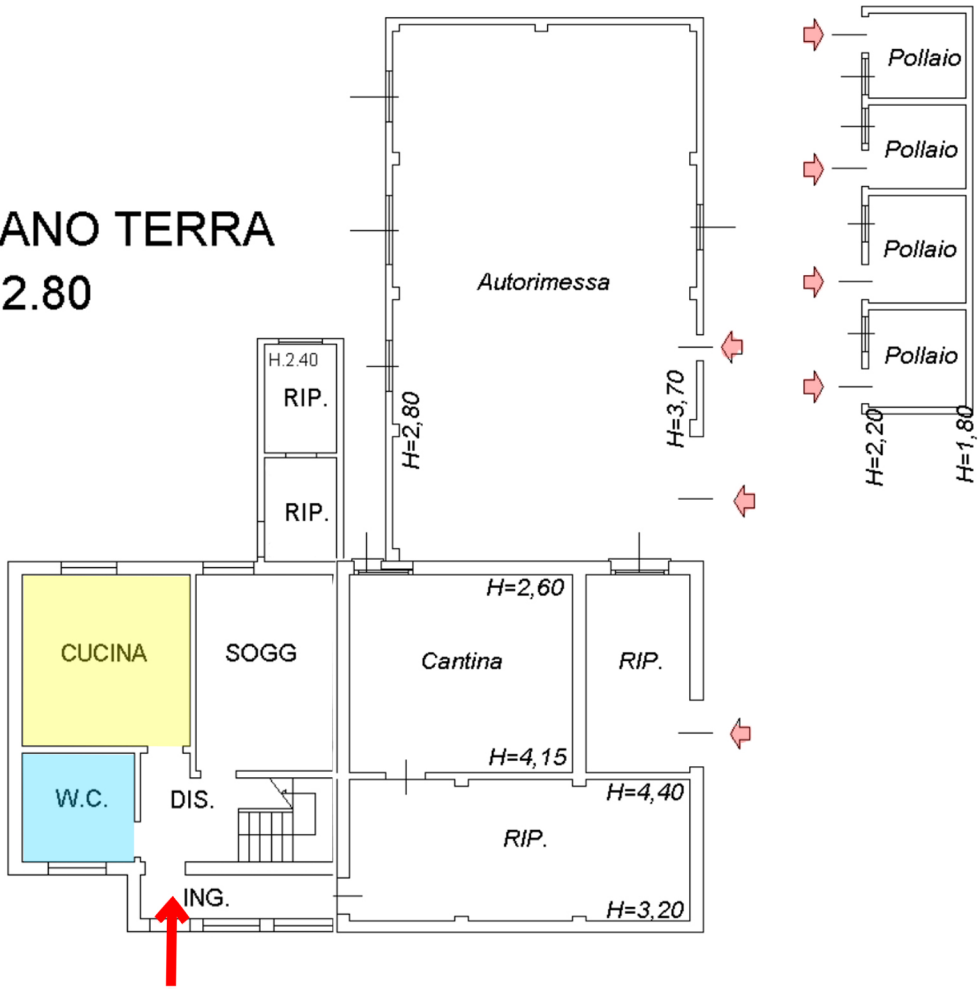 Pollaio
Pollaio
ANO TERRA
Pollaio
2.80
Autorimessa
H.2.40
RIP.
Pollaio
H=2,80
H=3,70
H=2,20
H=1,80
RIP.
H=2,60
CUCINA
SOGG
Cantina
RIP.
H=4,15
W.C.
DIS.
H=4,40
RIP.
ING.
H=3,20